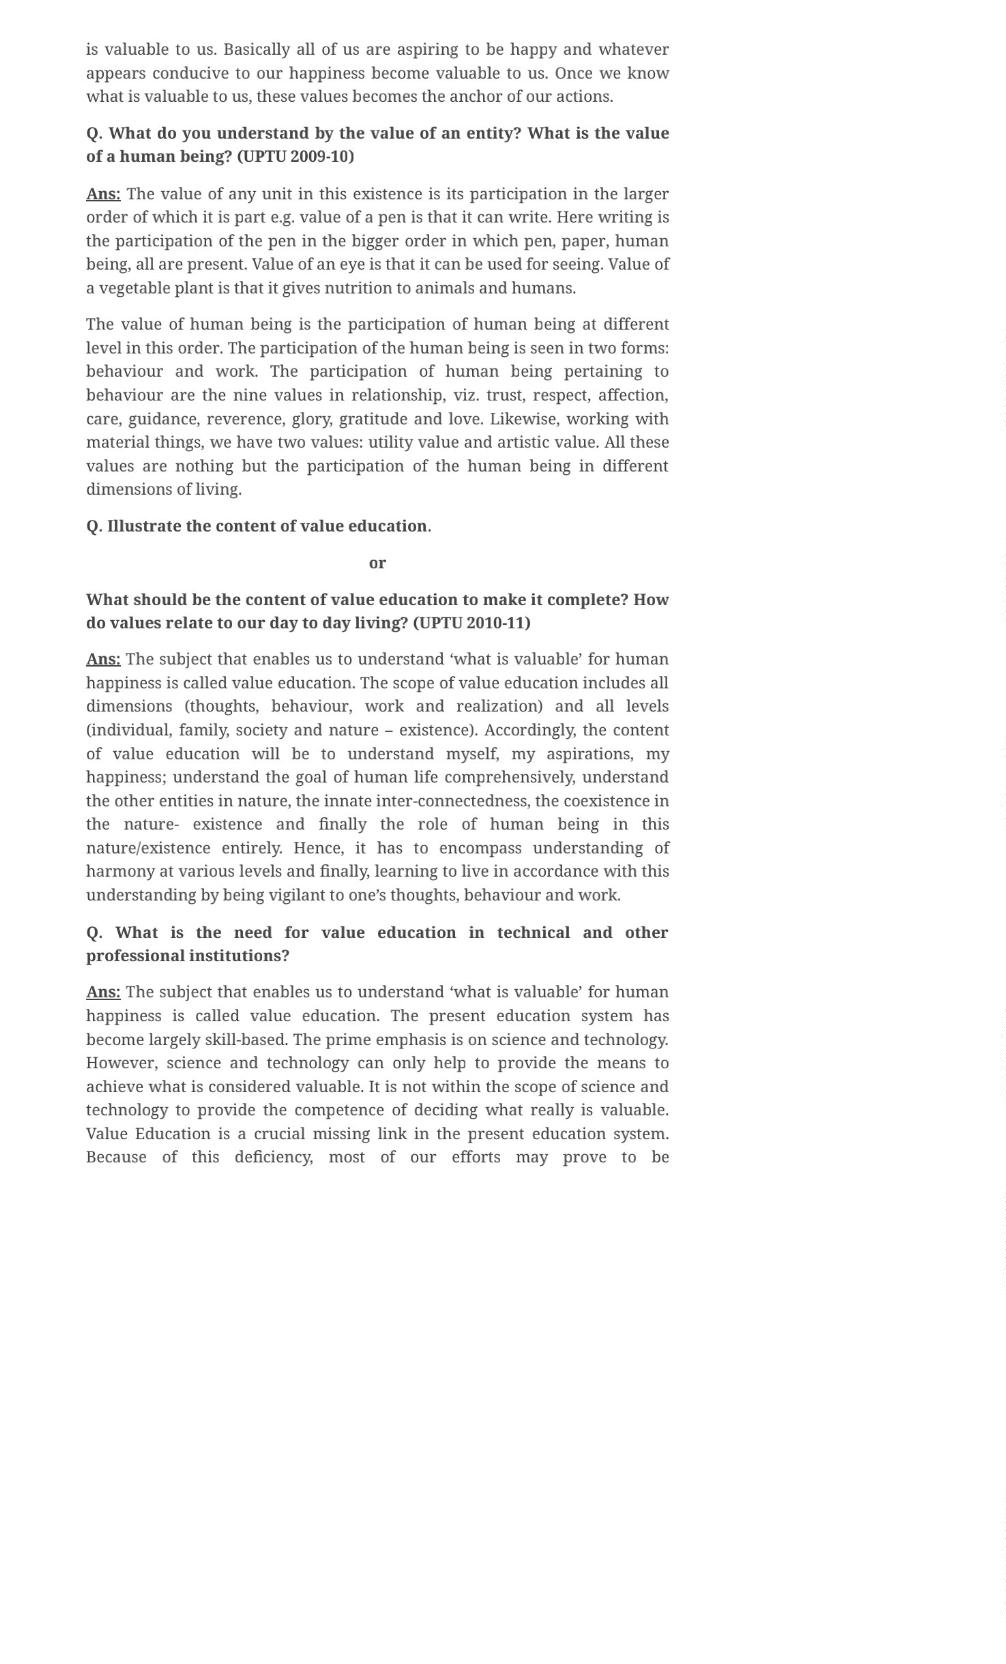 is valuable to us. Basically all of us are aspiring to be happy and whatever
appears conducive to our happiness become valuable to us. Once we know
what is valuable to us, these values becomes the anchor of our actions.
Q. What do you understand by the value of an entity? What is the value
of a human being? (UPTU 2009-10)
Ans: The value of any unit in this existence is its participation in the larger
order of which it is part e.g. value of a pen is that it can write. Here writing is
the participation of the pen in the bigger order in which pen, paper, human
being, all are present. Value of an eye is that it can be used for seeing. Value of
a vegetable plant is that it gives nutrition to animals and humans.
The value of human being is the participation of human being at different
level in this order. The participation of the human being is seen in two forms:
behaviour and work. The participation of human being pertaining to
behaviour are the nine values in relationship, viz. trust, respect, affection,
care, guidance, reverence, glory, gratitude and love. Likewise, working with
material things, we have two values: utility value and artistic value. All these
values are nothing but the participation of the human being in different
dimensions of living.
Q. Illustrate the content of value education.
or
What should be the content of value education to make it complete? How
do values relate to our day to day living? (UPTU 2010-11)
Ans: The subject that enables us to understand ‘what is valuable’ for human
happiness is called value education. The scope of value education includes all
dimensions (thoughts, behaviour, work and realization) and all levels
(individual, family, society and nature – existence). Accordingly, the content
of value education will be to understand myself, my aspirations, my
happiness; understand the goal of human life comprehensively, understand
the other entities in nature, the innate inter-connectedness, the coexistence in
the nature- existence and finally the role of human being in this
nature/existence entirely. Hence, it has to encompass understanding of
harmony at various levels and finally, learning to live in accordance with this
understanding by being vigilant to one’s thoughts, behaviour and work.
Q. What is the need for value education in technical and other
professional institutions?
Ans: The subject that enables us to understand ‘what is valuable’ for human
happiness is called value education. The present education system has
become largely skill-based. The prime emphasis is on science and technology.
However, science and technology can only help to provide the means to
achieve what is considered valuable. It is not within the scope of science and
technology to provide the competence of deciding what really is valuable.
Value Education is a crucial missing link in the present education system.
Because of this deficiency, most of our efforts may prove to be